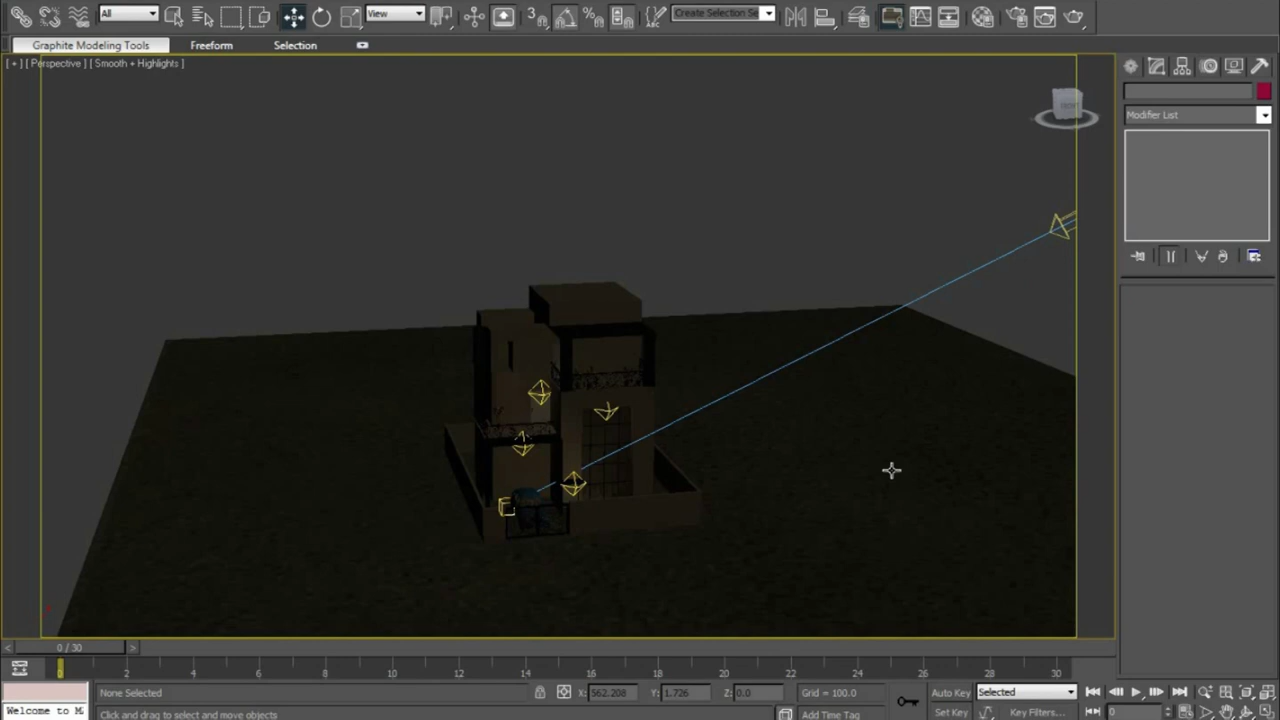 All
View
3
Create Selection Se
Graphite Modeling Tools
Freeform
Selection
[ + ] [ Perspective ] [ Smooth + Highlights ]
Modifier List
< 0 / 30 >
0 2 4 6 8 10 12 14 16 18 20 22 24 26 28 30
None Selected
X: 562.208 Y: 1.726 Z: 0.0
Grid = 100.0
Auto Key
Selected
Welcome to M
Click and drag to select and move objects
Add Time Tag
Set Key
Key Filters...
0